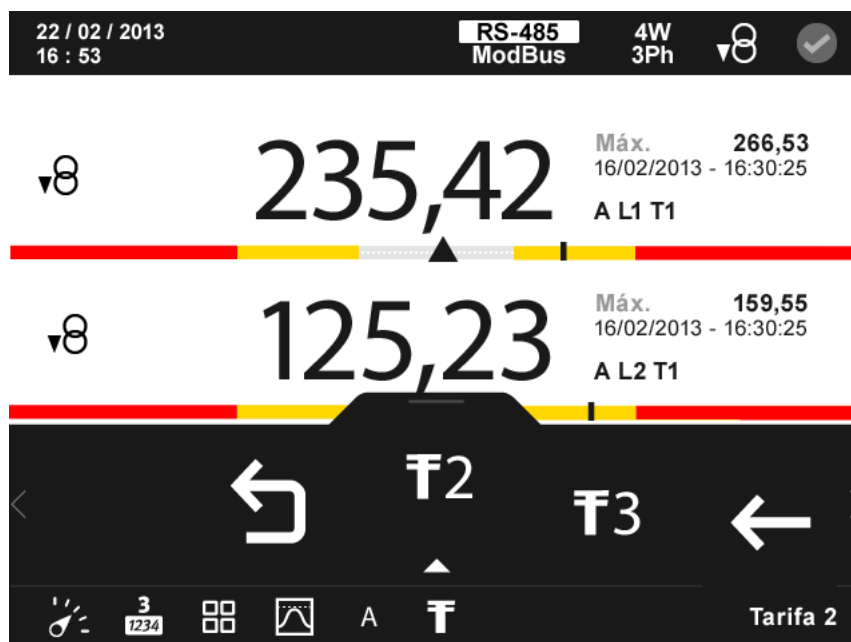 22 / 02 / 2013
16 : 53
RS-485
ModBus
4W
3Ph
235,42
Máx. 266,53
16/02/2013 - 16:30:25
A L1 T1
125,23
Máx. 159,55
16/02/2013 - 16:30:25
A L2 T1
T2
T3
3
1234
A
T
Tarifa 2